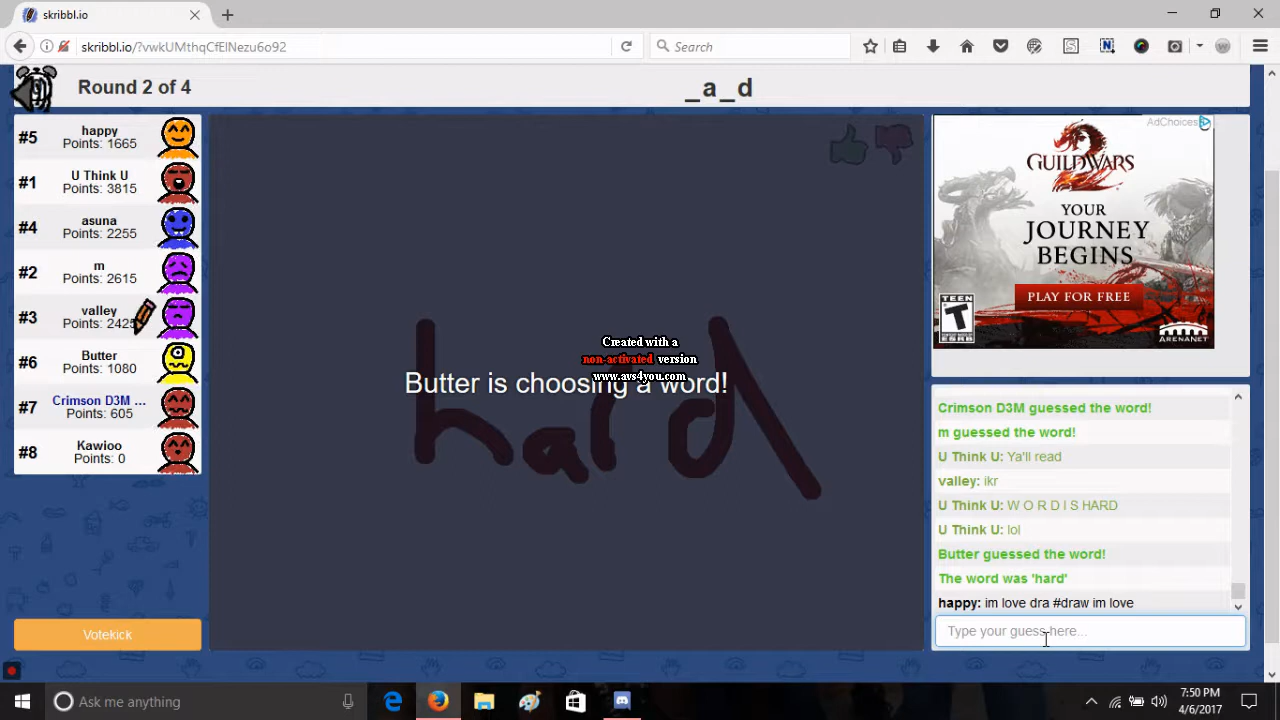 skribbl.io
skribbl.io/?vwkUMthqCfElNezu6o92
Search
Round 2 of 4
_a_d
#5 happy
Points: 1665
#1 U Think U
Points: 3815
#4 asuna
Points: 2255
#2 m
Points: 2615
#3 valley
Points: 2425
#6 Butter
Points: 1080
#7 Crimson D3M ...
Points: 605
#8 Kawioo
Points: 0
Votekick
hard
Created with a
non-activated version
www.avs4you.com
Butter is choosing a word!
AdChoices
GUILD WARS 2
YOUR
JOURNEY
BEGINS
PLAY FOR FREE
TEEN
T
ESRB
ARENANET
Crimson D3M guessed the word!
m guessed the word!
U Think U: Ya'll read
valley: ikr
U Think U: W O R D I S HARD
U Think U: lol
Butter guessed the word!
The word was 'hard'
happy: im love dra #draw im love
Type your guess here...
Ask me anything
7:50 PM
4/6/2017